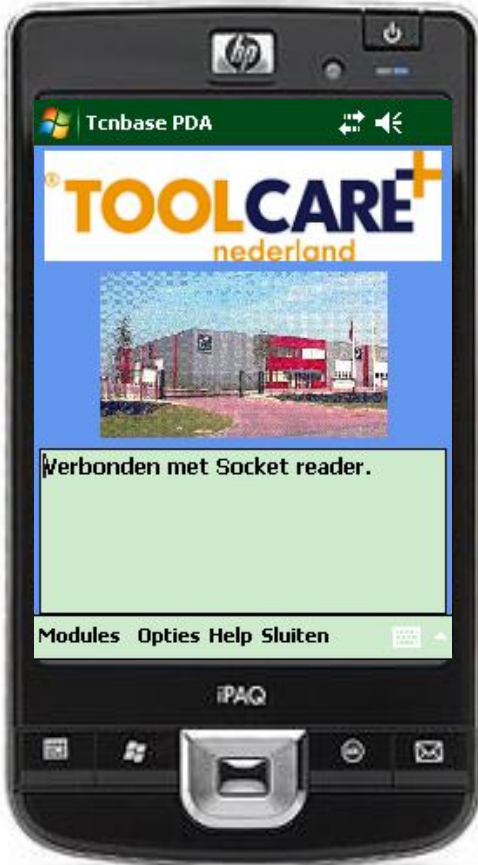 hp
Tcnbase PDA
®TOOLCARE+
nederland
Verbonden met Socket reader.
Modules Opties Help Sluiten
iPAQ